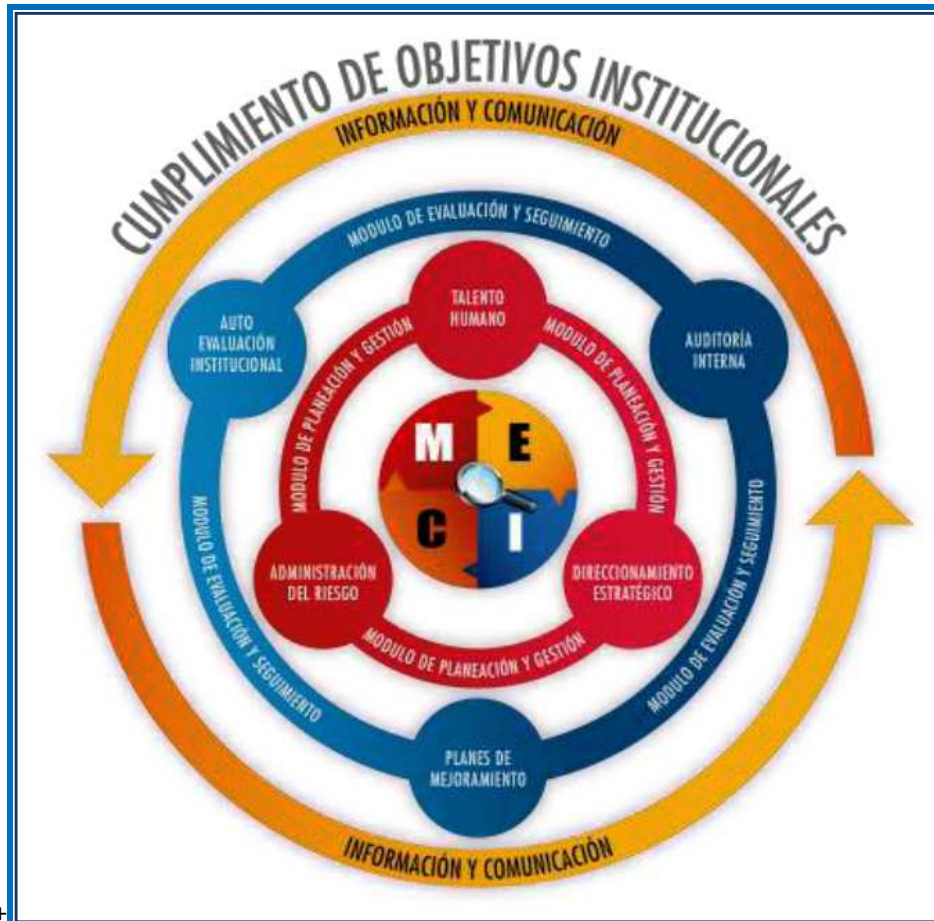 CUMPLIMIENTO DE OBJETIVOS INSTITUCIONALES
INFORMACIÓN Y COMUNICACIÓN
MODULO DE EVALUACIÓN Y SEGUIMIENTO
AUTO
EVALUACIÓN
INSTITUCIONAL
TALENTO
HUMANO
AUDITORÍA
INTERNA
MODULO DE PLANEACIÓN Y GESTIÓN
MODULO DE PLANEACIÓN Y GESTIÓN
M E
C I
MODULO DE EVALUACIÓN Y SEGUIMIENTO
MODULO DE EVALUACIÓN Y SEGUIMIENTO
ADMINISTRACIÓN
DEL RIESGO
DIRECCIONAMIENTO
ESTRATÉGICO
MODULO DE PLANEACIÓN Y GESTIÓN
PLANES DE
MEJORAMIENTO
INFORMACIÓN Y COMUNICACIÓN
+